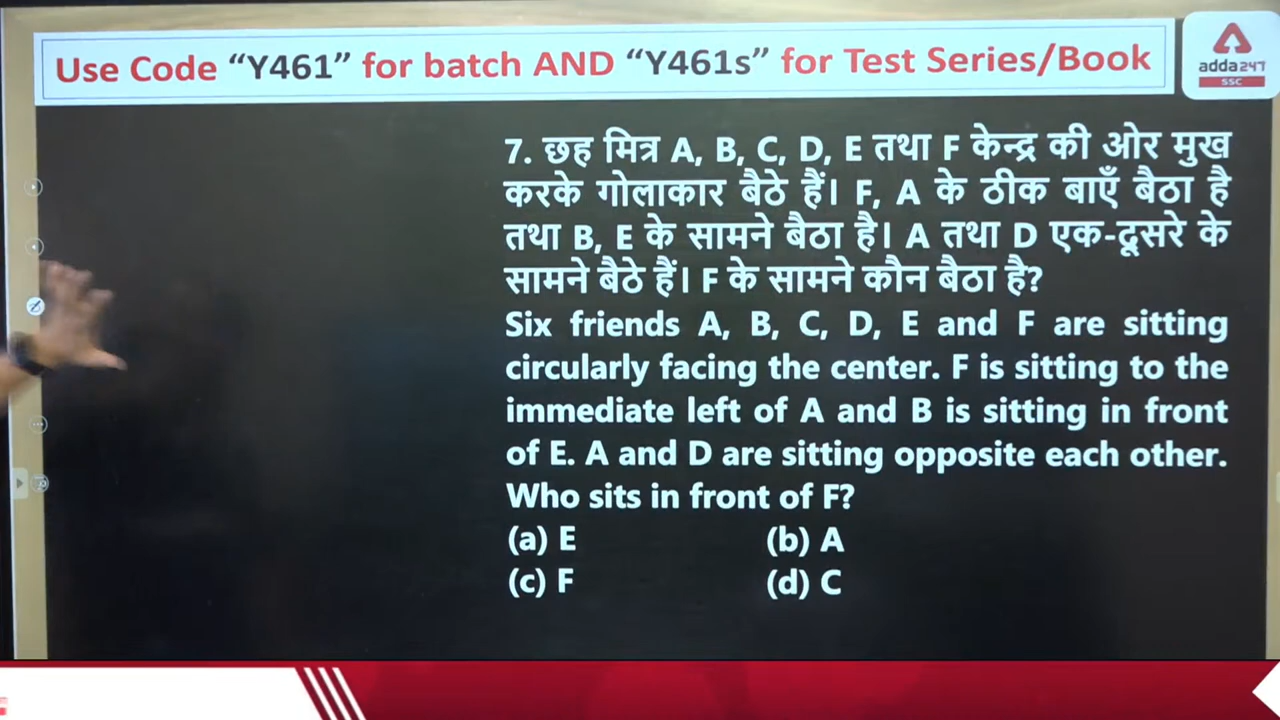 Use Code “Y461” for batch AND “Y461s” for Test Series/Book
adda247
SSC
7. छह मित्र A, B, C, D, E तथा F केन्द्र की ओर मुख
करके गोलाकार बैठे हैं। F, A के ठीक बाएँ बैठा है
तथा B, E के सामने बैठा है। A तथा D एक-दूसरे के
सामने बैठे हैं। F के सामने कौन बैठा है?
Six friends A, B, C, D, E and F are sitting
circularly facing the center. F is sitting to the
immediate left of A and B is sitting in front
of E. A and D are sitting opposite each other.
Who sits in front of F?
(a) E (b) A
(c) F (d) C